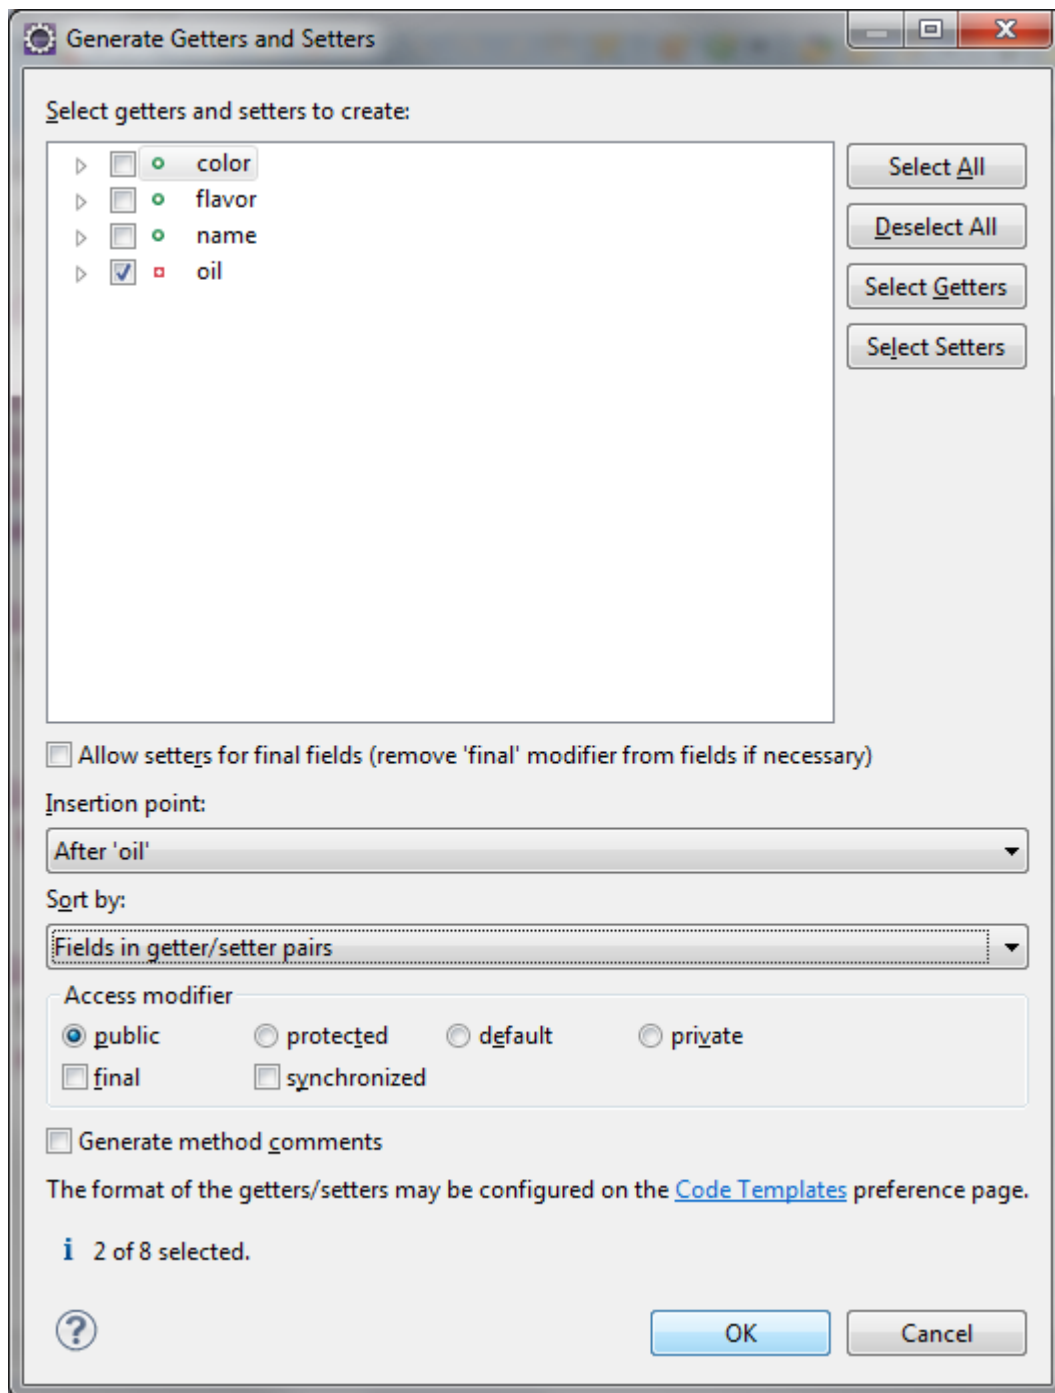 Generate Getters and Setters
Select getters and setters to create:
color
flavor
name
oil
Select All
Deselect All
Select Getters
Select Setters
Allow setters for final fields (remove 'final' modifier from fields if necessary)
Insertion point:
After 'oil'
Sort by:
Fields in getter/setter pairs
Access modifier
public protected default private
final synchronized
Generate method comments
The format of the getters/setters may be configured on the Code Templates preference page.
2 of 8 selected.
OK Cancel